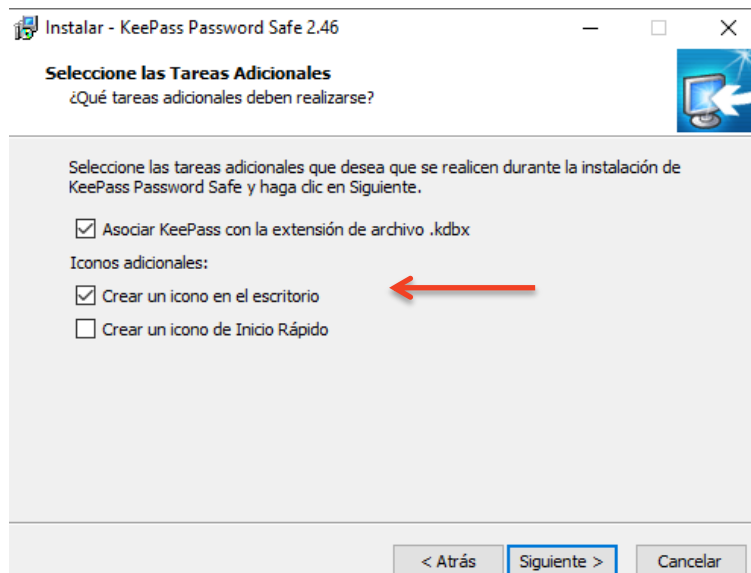 Instalar - KeePass Password Safe 2.46
Seleccione las Tareas Adicionales
¿Qué tareas adicionales deben realizarse?
Seleccione las tareas adicionales que desea que se realicen durante la instalación de
KeePass Password Safe y haga clic en Siguiente.
Asociar KeePass con la extensión de archivo .kdbx
Iconos adicionales:
Crear un icono en el escritorio
Crear un icono de Inicio Rápido
< Atrás Siguiente > Cancelar